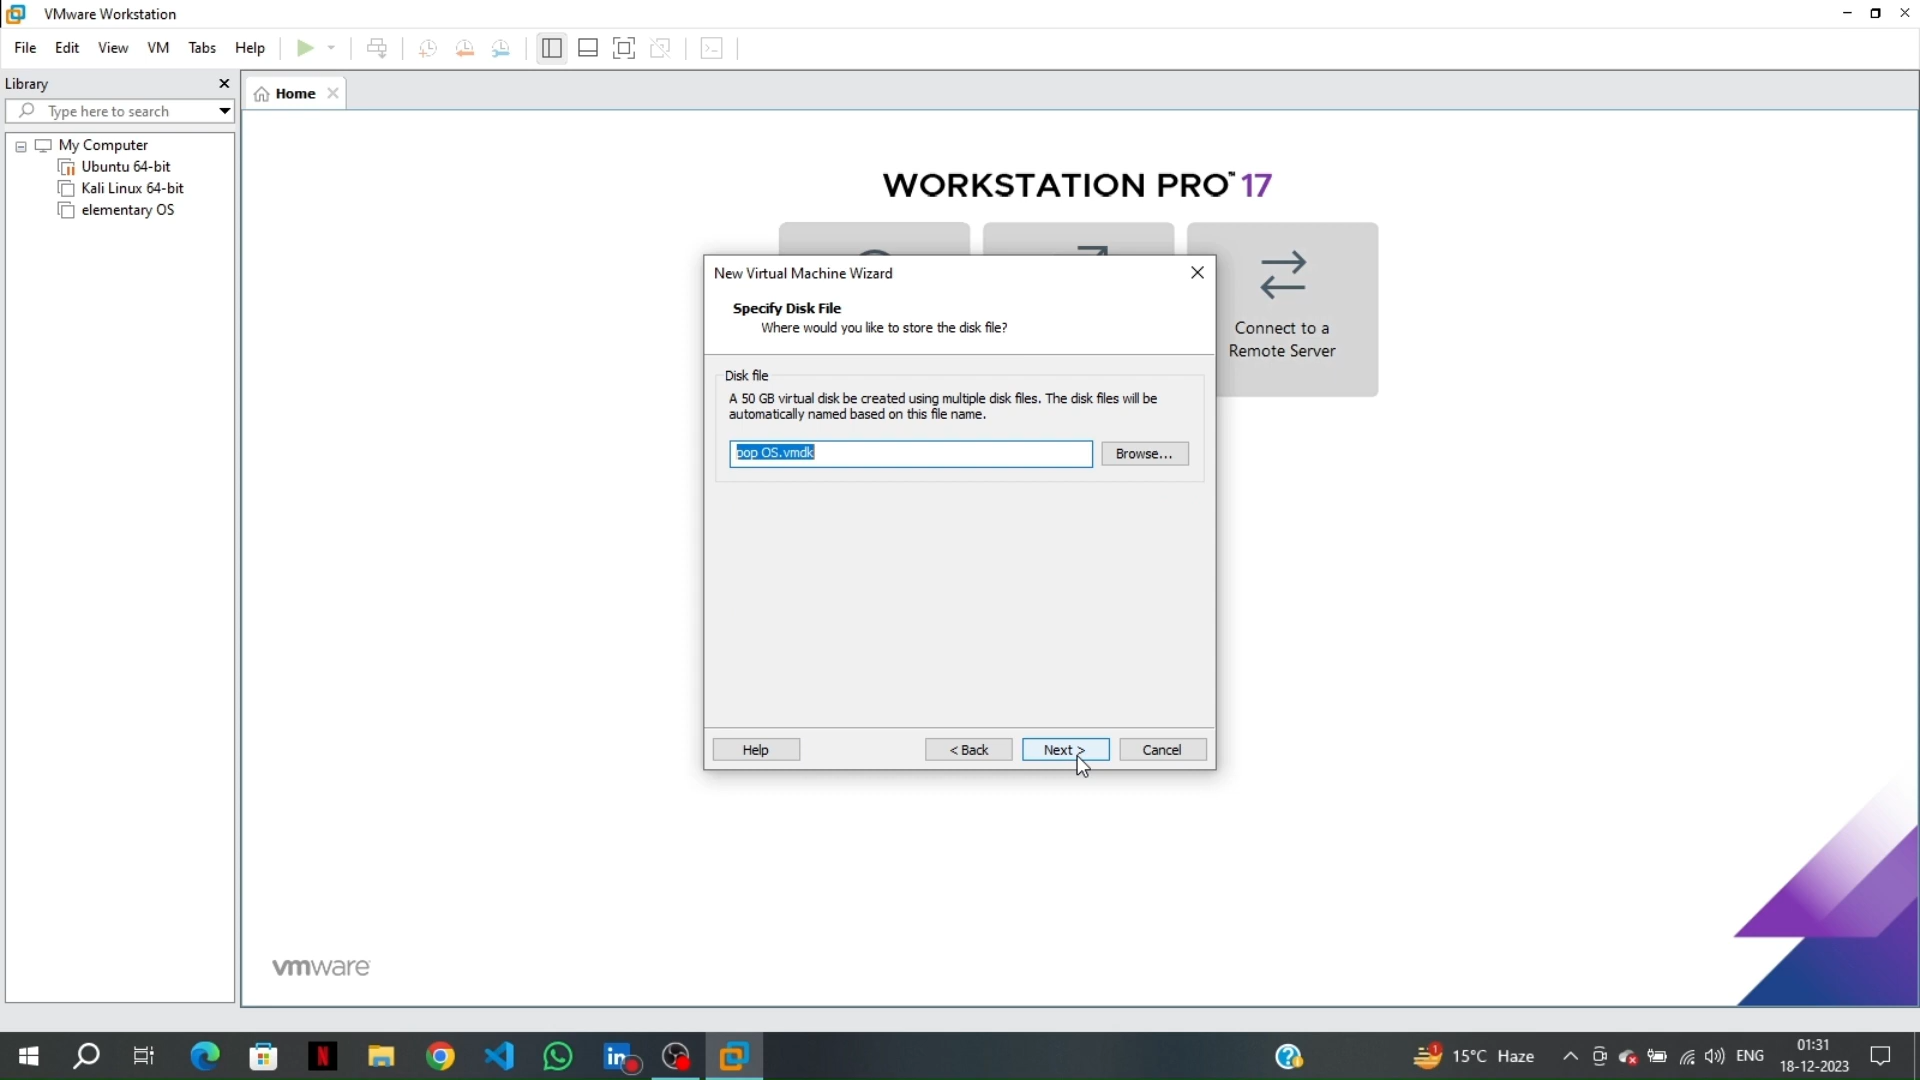 VMware Workstation
File Edit View VM Tabs Help
Library
Type here to search
Home
My Computer
Ubuntu 64-bit
Kali Linux 64-bit
elementary OS
WORKSTATION PRO™ 17
Connect to a
Remote Server
New Virtual Machine Wizard
Specify Disk File
Where would you like to store the disk file?
Disk file
A 50 GB virtual disk be created using multiple disk files. The disk files will be
automatically named based on this file name.
pop OS.vmdk
Browse...
Help
< Back
Next >
Cancel
vmware
15°C Haze
ENG
01:31
18-12-2023